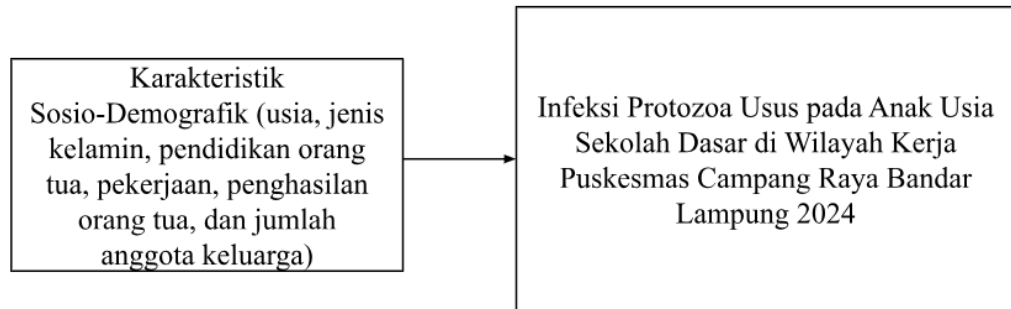 Karakteristik
Sosio-Demografik (usia, jenis
kelamin, pendidikan orang
tua, pekerjaan, penghasilan
orang tua, dan jumlah
anggota keluarga)
Infeksi Protozoa Usus pada Anak Usia
Sekolah Dasar di Wilayah Kerja
Puskesmas Campang Raya Bandar
Lampung 2024